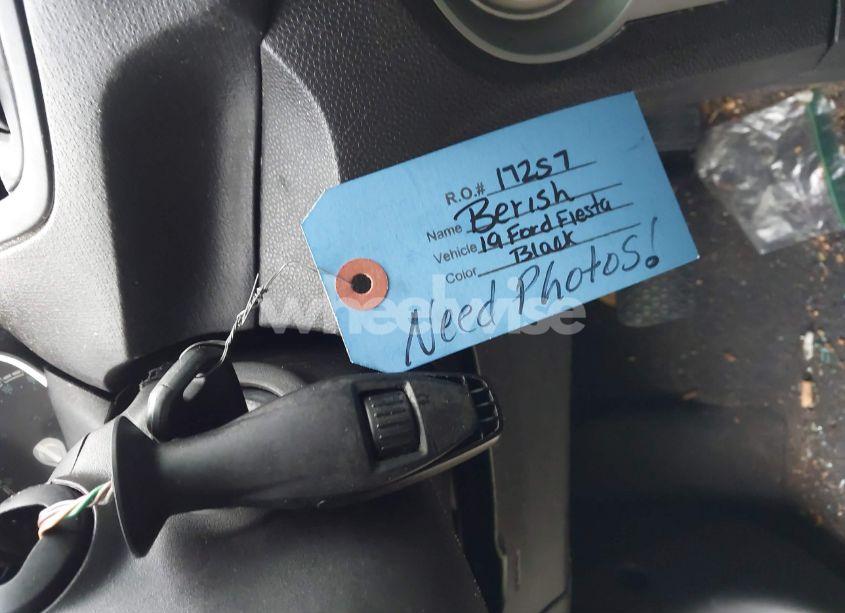 R.O.# 17257
Name Berish
Vehicle 19 Ford Fiesta
Color Black
Need Photos!
wheelwise